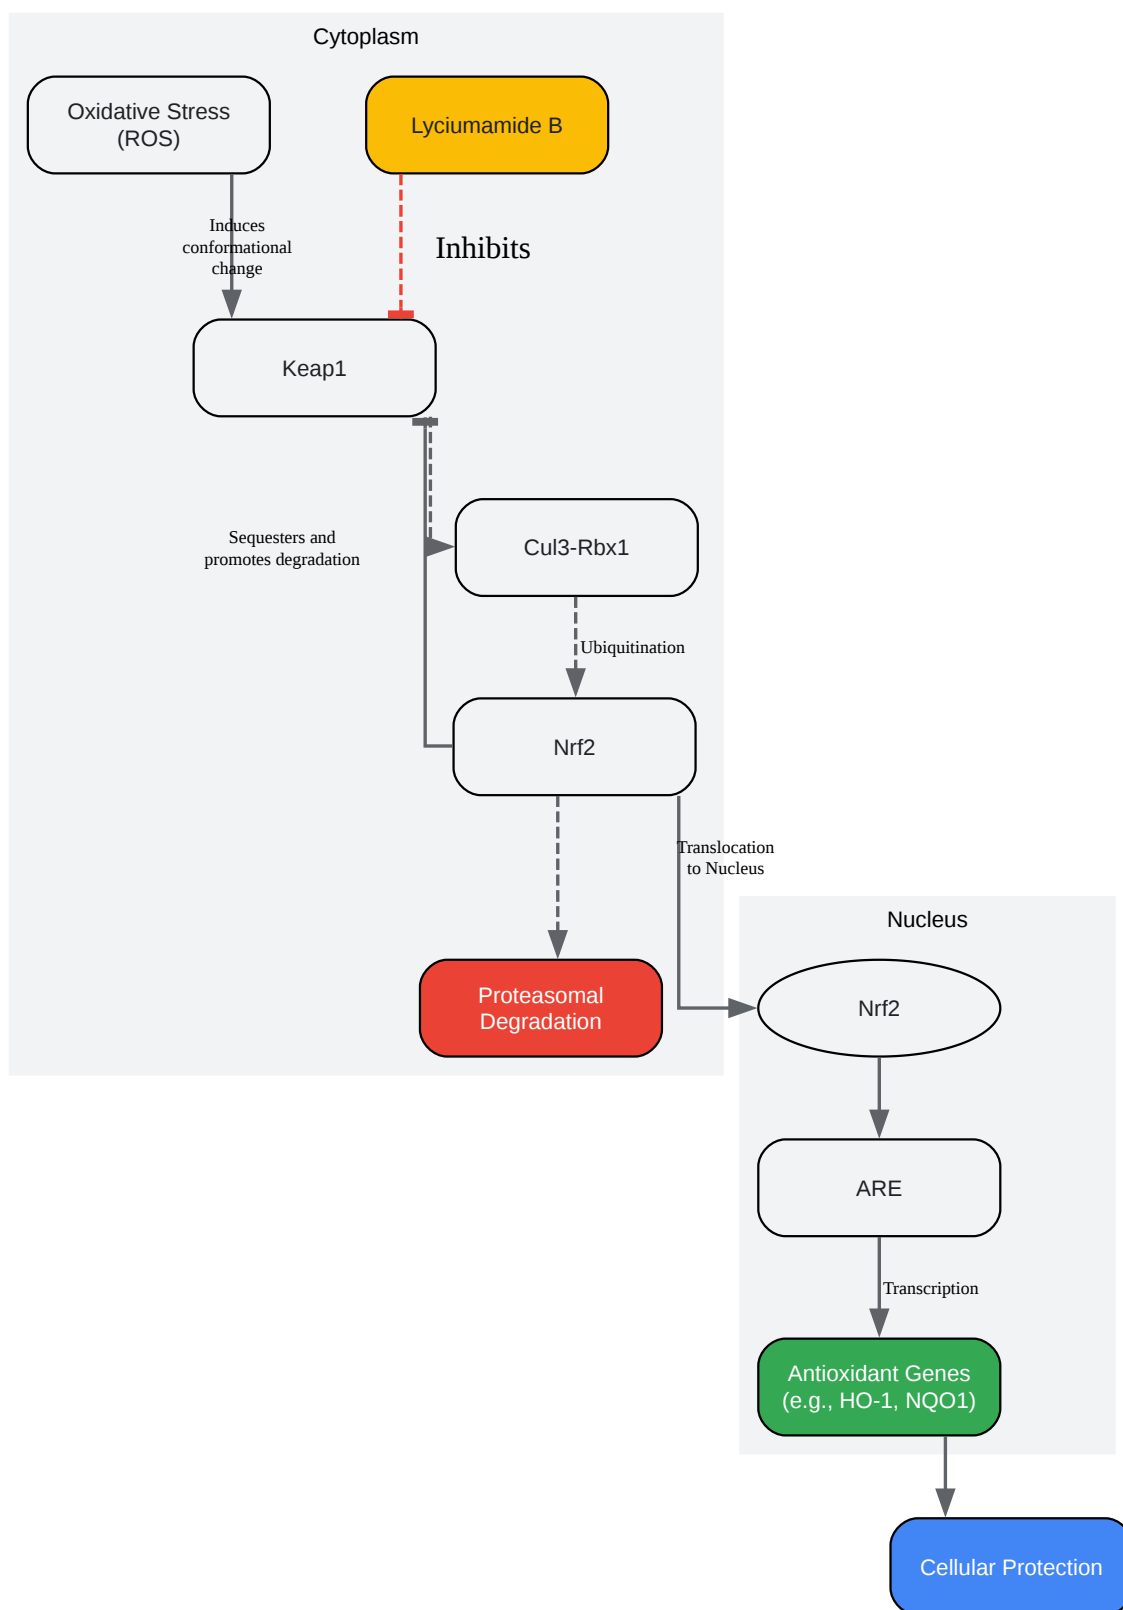 Cytoplasm
Oxidative Stress
(ROS)
Lyciumamide B
Induces
conformational
change
Inhibits
Keap1
Sequesters and
promotes degradation
Cul3-Rbx1
Ubiquitination
Nrf2
Translocation
to Nucleus
Nucleus
Proteasomal
Degradation
Nrf2
ARE
Transcription
Antioxidant Genes
(e.g., HO-1, NQO1)
Cellular Protection